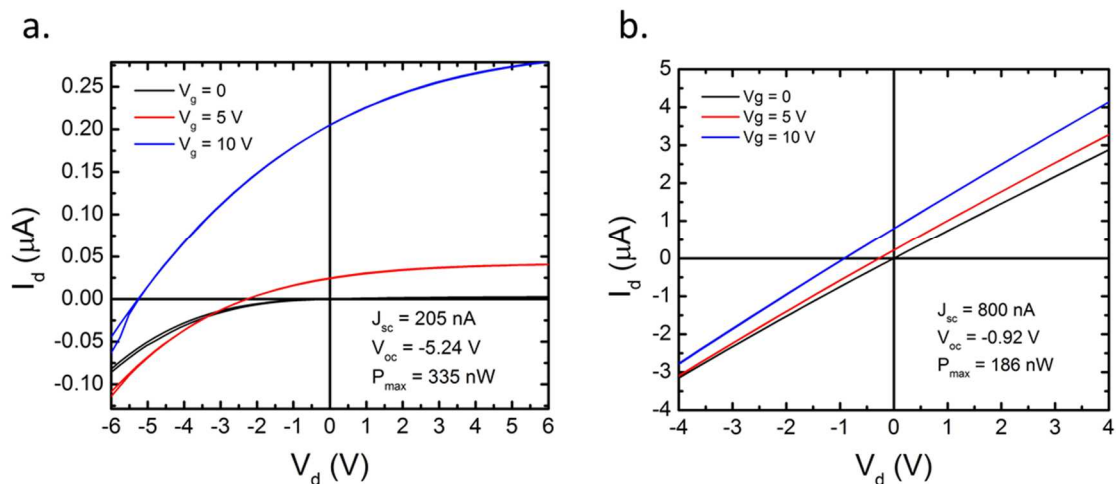 a.
V_g = 0
V_g = 5 V
V_g = 10 V
0.25
0.20
0.15
0.10
0.05
0.00
-0.05
-0.10
I_d (µA)
J_sc = 205 nA
V_oc = -5.24 V
P_max = 335 nW
-6 -5 -4 -3 -2 -1 0 1 2 3 4 5 6
V_d (V)
b.
Vg = 0
Vg = 5 V
Vg = 10 V
5
4
3
2
1
0
-1
-2
-3
-4
I_d (µA)
J_sc = 800 nA
V_oc = -0.92 V
P_max = 186 nW
-4 -3 -2 -1 0 1 2 3 4
V_d (V)